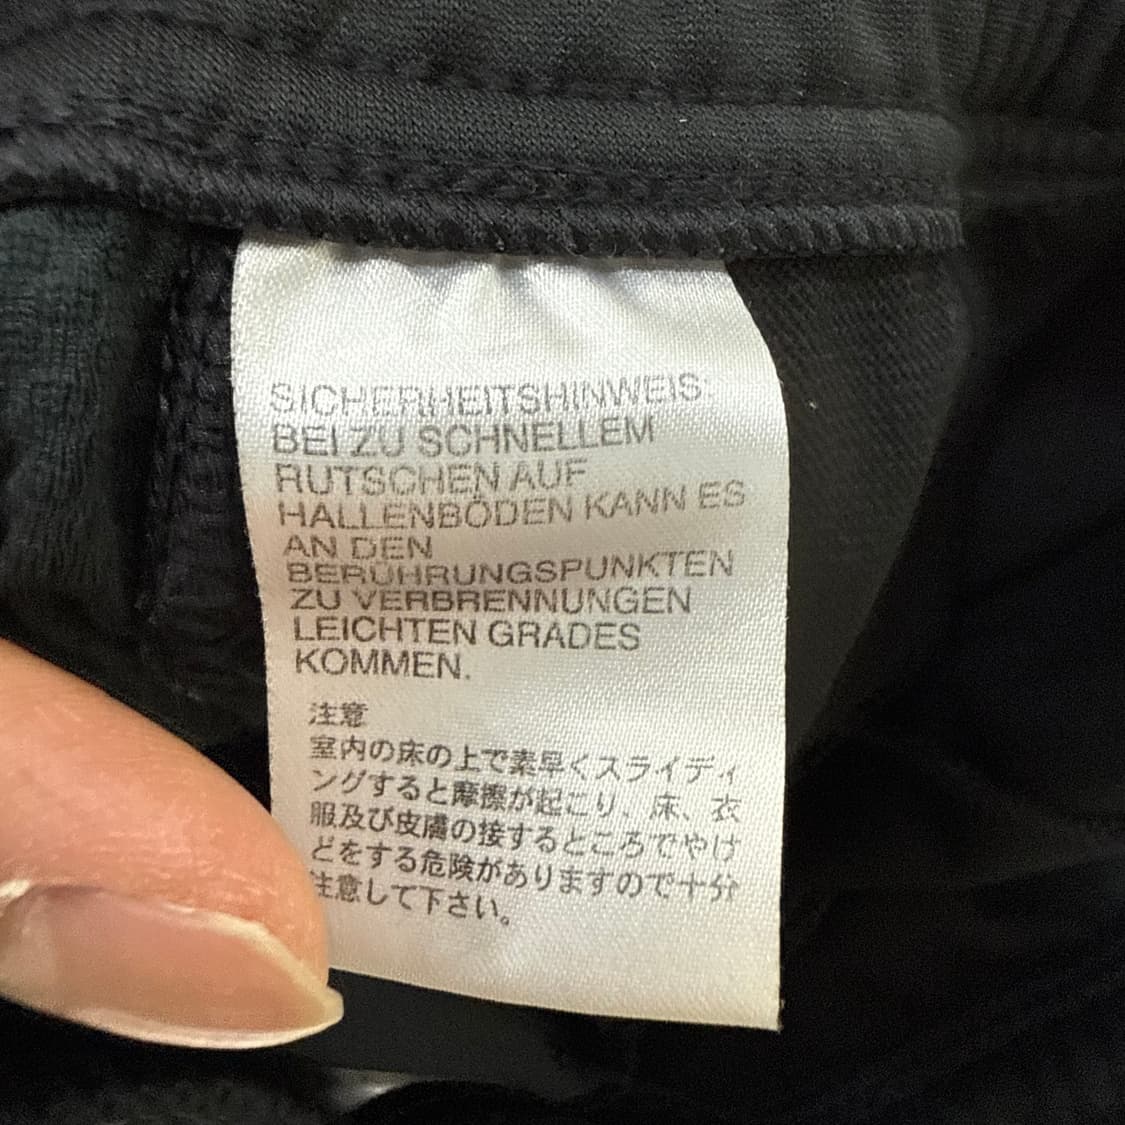 SICHERHEITSHINWEIS:
BEI ZU SCHNELLEM
RUTSCHEN AUF
HALLENBÖDEN KANN ES
AN DEN
BERÜHRUNGSPUNKTEN
ZU VERBRENNUNGEN
LEICHTEN GRADES
KOMMEN.
注意
室内の床の上で素早くスライディ
ングすると摩擦が起こり、床、衣
服及び皮膚の接するところでやけ
どをする危険がありますので十分
注意して下さい。